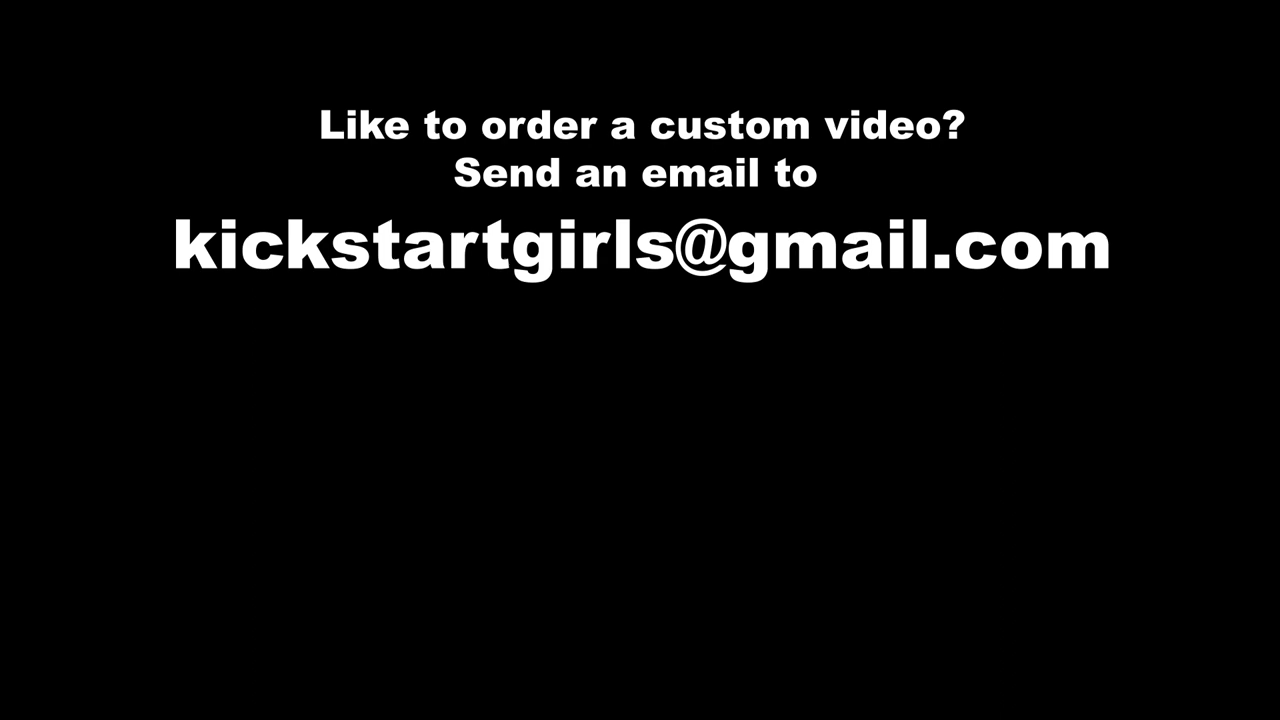 Like to order a custom video?
Send an email to
kickstartgirls@gmail.com